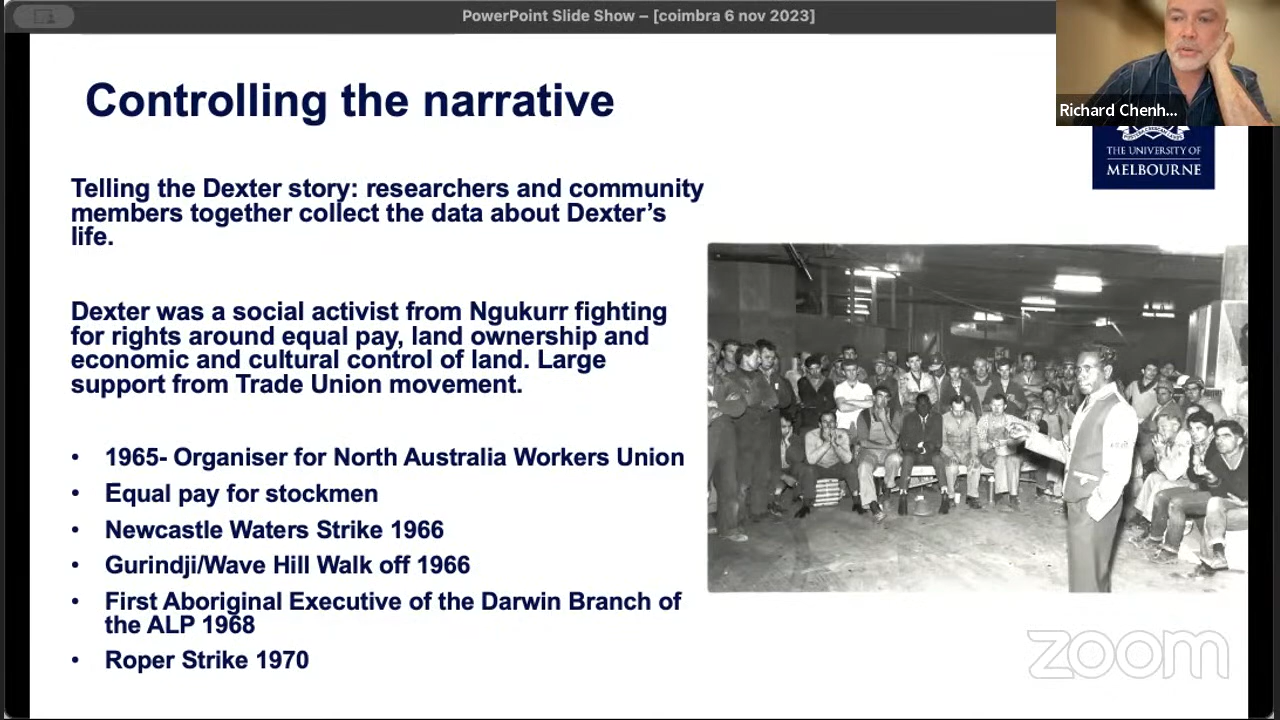 PowerPoint Slide Show – [coimbra 6 nov 2023]
Richard Chenh...
Controlling the narrative
THE UNIVERSITY OF
MELBOURNE
Telling the Dexter story: researchers and community
members together collect the data about Dexter’s
life.
Dexter was a social activist from Ngukurr fighting
for rights around equal pay, land ownership and
economic and cultural control of land. Large
support from Trade Union movement.
• 1965- Organiser for North Australia Workers Union
• Equal pay for stockmen
• Newcastle Waters Strike 1966
• Gurindji/Wave Hill Walk off 1966
• First Aboriginal Executive of the Darwin Branch of
the ALP 1968
• Roper Strike 1970
zoom